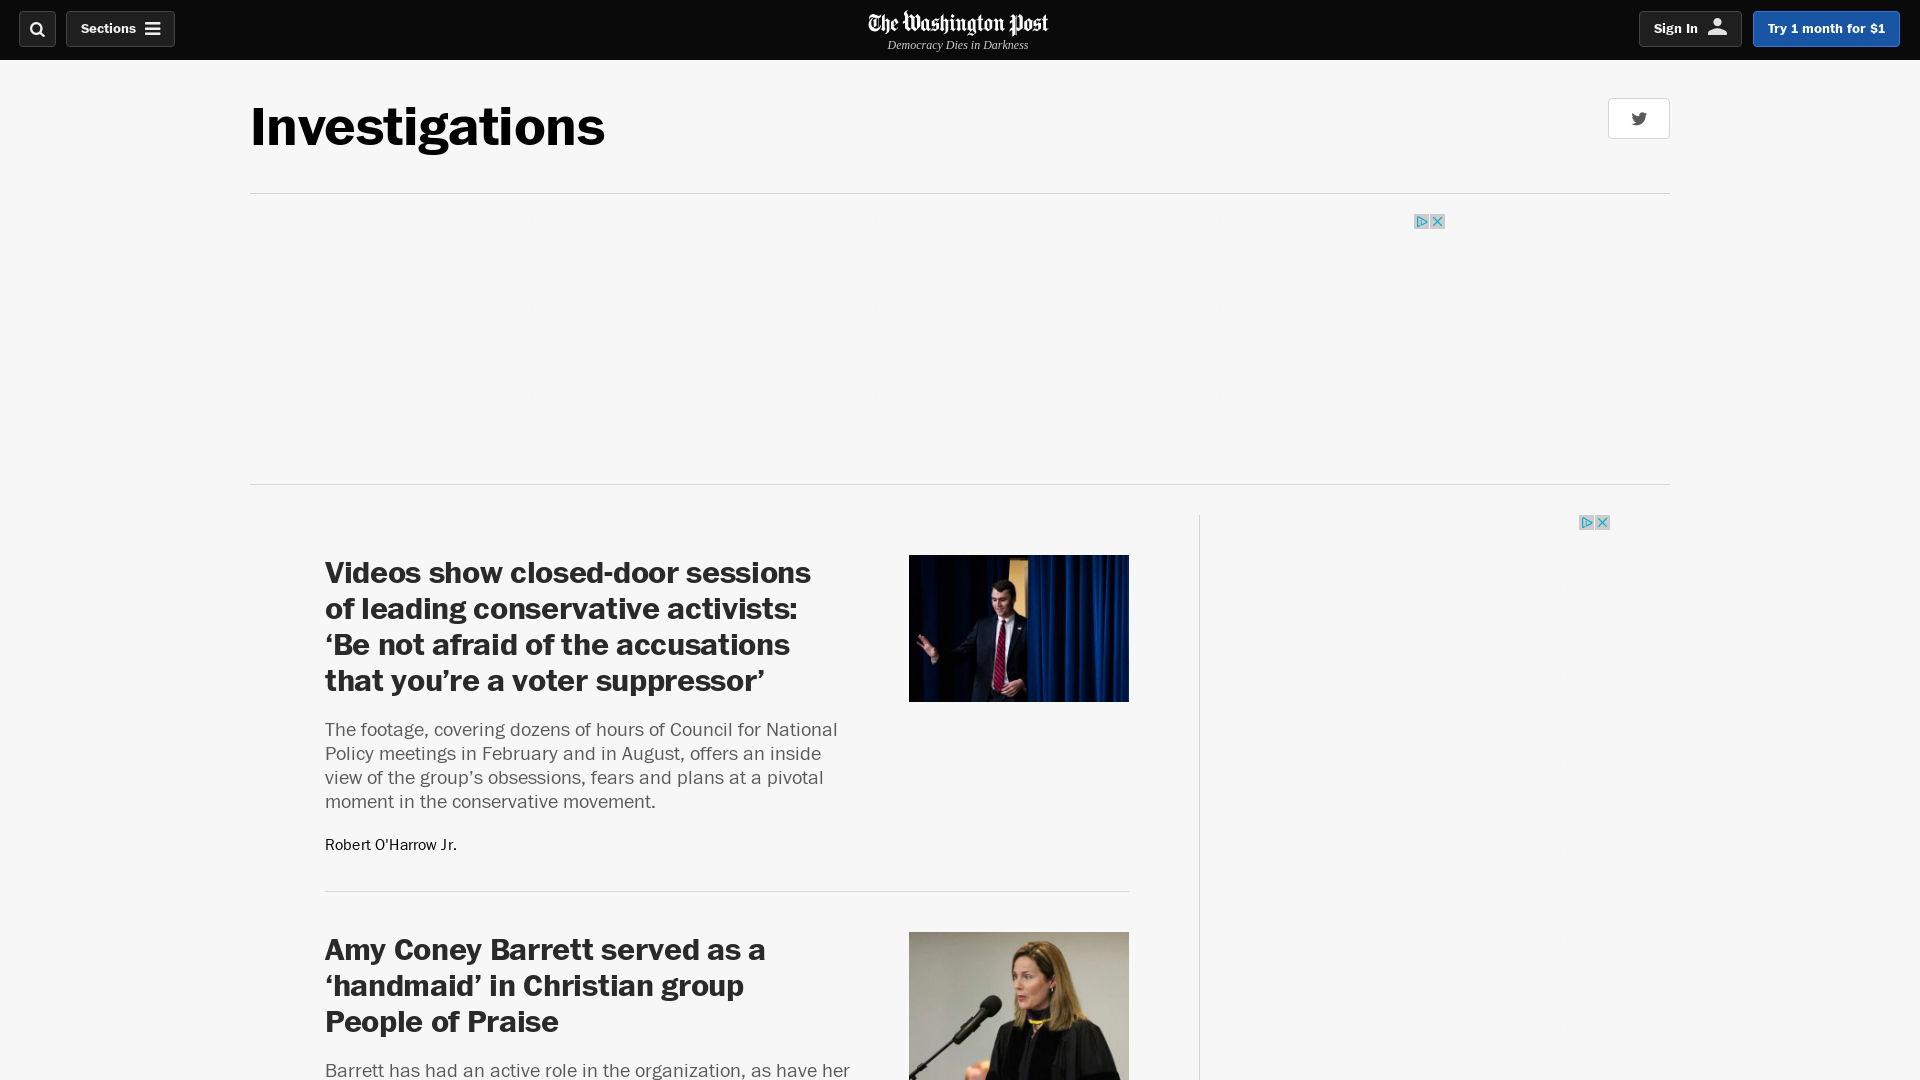 Sections
The Washington Post
Democracy Dies in Darkness
Sign In
Try 1 month for $1
Investigations
Videos show closed-door sessions
of leading conservative activists:
‘Be not afraid of the accusations
that you’re a voter suppressor’
The footage, covering dozens of hours of Council for National
Policy meetings in February and in August, offers an inside
view of the group’s obsessions, fears and plans at a pivotal
moment in the conservative movement.
Robert O'Harrow Jr.
Amy Coney Barrett served as a
‘handmaid’ in Christian group
People of Praise
Barrett has had an active role in the organization, as have her